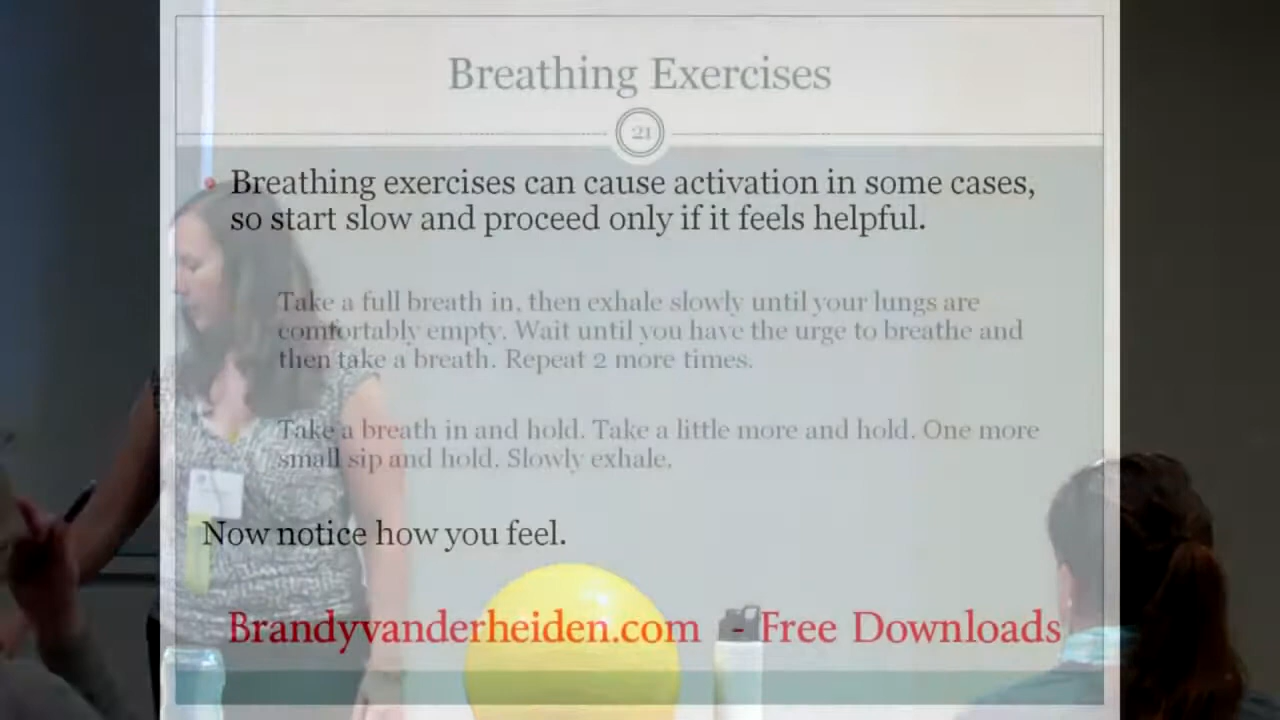 Breathing Exercises
21
Breathing exercises can cause activation in some cases,
so start slow and proceed only if it feels helpful.
Take a full breath in, then exhale slowly until your lungs are
comfortably empty. Wait until you have the urge to breathe and
then take a breath. Repeat 2 more times.
Take a breath in and hold. Take a little more and hold. One more
small sip and hold. Slowly exhale.
Now notice how you feel.
Brandyvanderheiden.com - Free Downloads